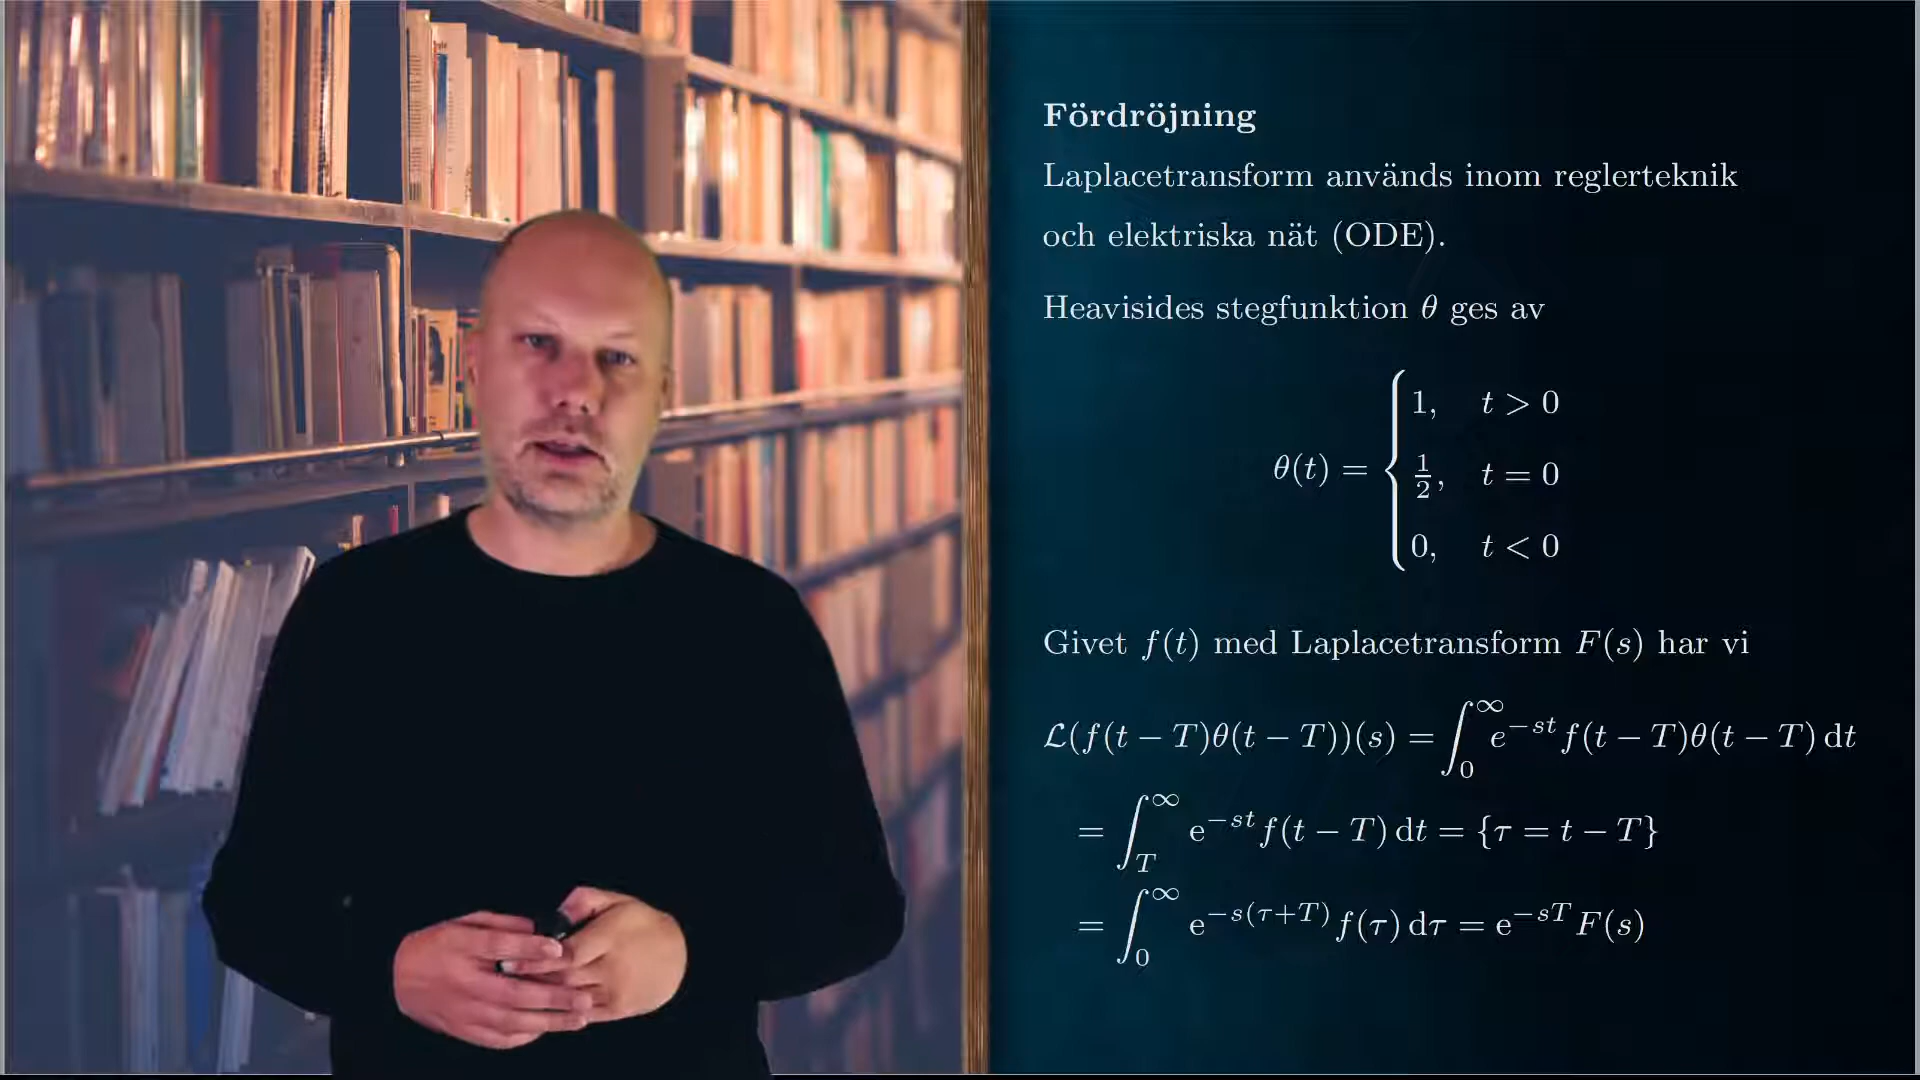 Fördröjning
Laplacetransform används inom reglerteknik
och elektriska nät (ODE).
Heavisides stegfunktion θ ges av
θ(t) = { 1, t > 0
1/2, t = 0
0, t < 0
Givet f(t) med Laplacetransform F(s) har vi
ℒ(f(t − T)θ(t − T))(s) = ∫₀^∞ e^{−st} f(t − T)θ(t − T) dt
= ∫_T^∞ e^{−st} f(t − T) dt = {τ = t − T}
= ∫₀^∞ e^{−s(τ+T)} f(τ) dτ = e^{−sT} F(s)